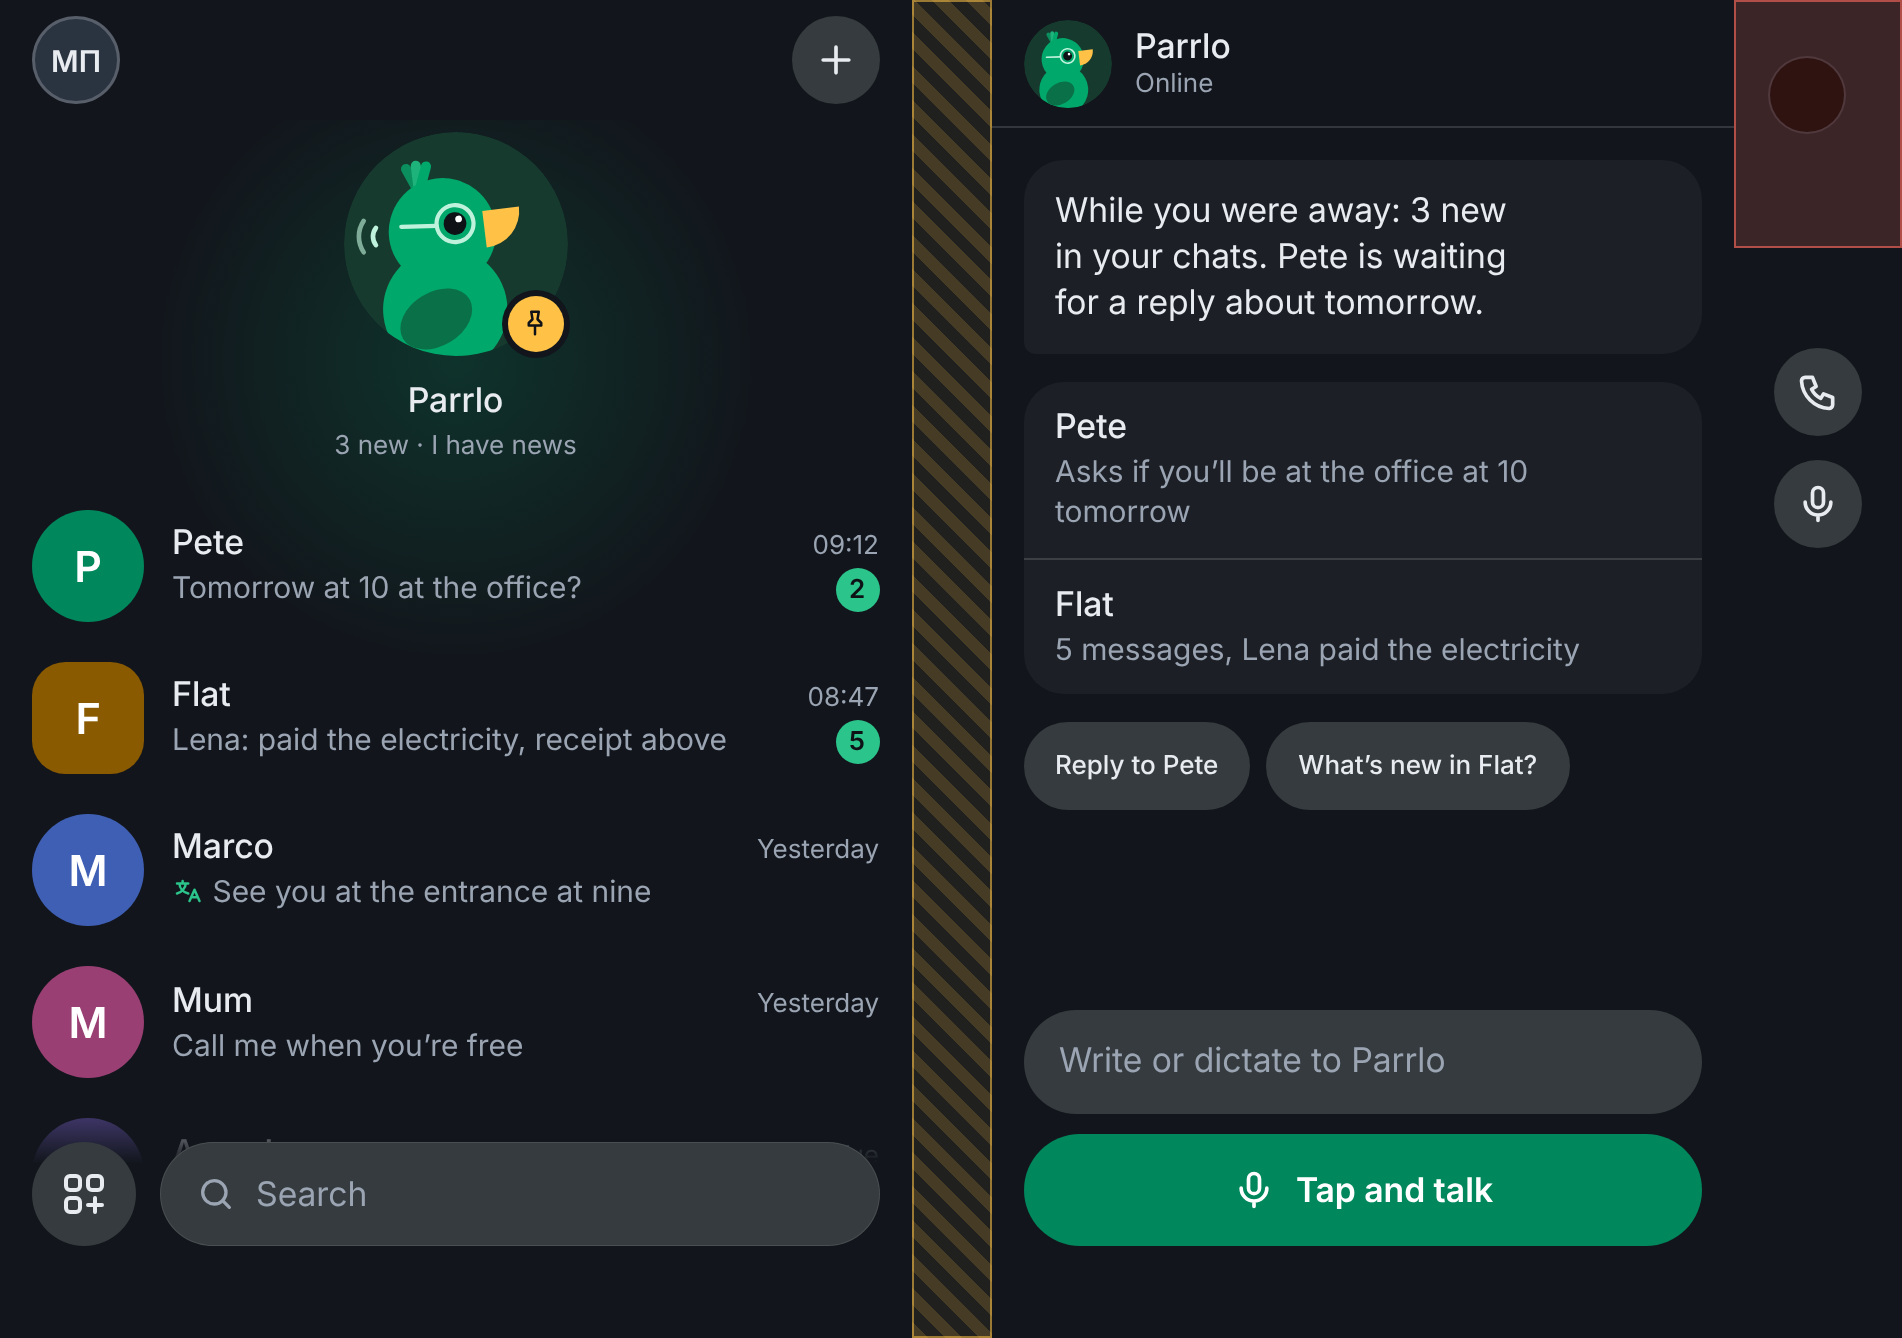 МП
Parrlo
3 new · I have news
P
Pete
09:12
Tomorrow at 10 at the office?
2
F
Flat
08:47
Lena: paid the electricity, receipt above
5
M
Marco
Yesterday
See you at the entrance at nine
M
Mum
Yesterday
Call me when you’re free
Search
Parrlo
Online
While you were away: 3 new
in your chats. Pete is waiting
for a reply about tomorrow.
Pete
Asks if you’ll be at the office at 10
tomorrow
Flat
5 messages, Lena paid the electricity
Reply to Pete
What’s new in Flat?
Write or dictate to Parrlo
Tap and talk